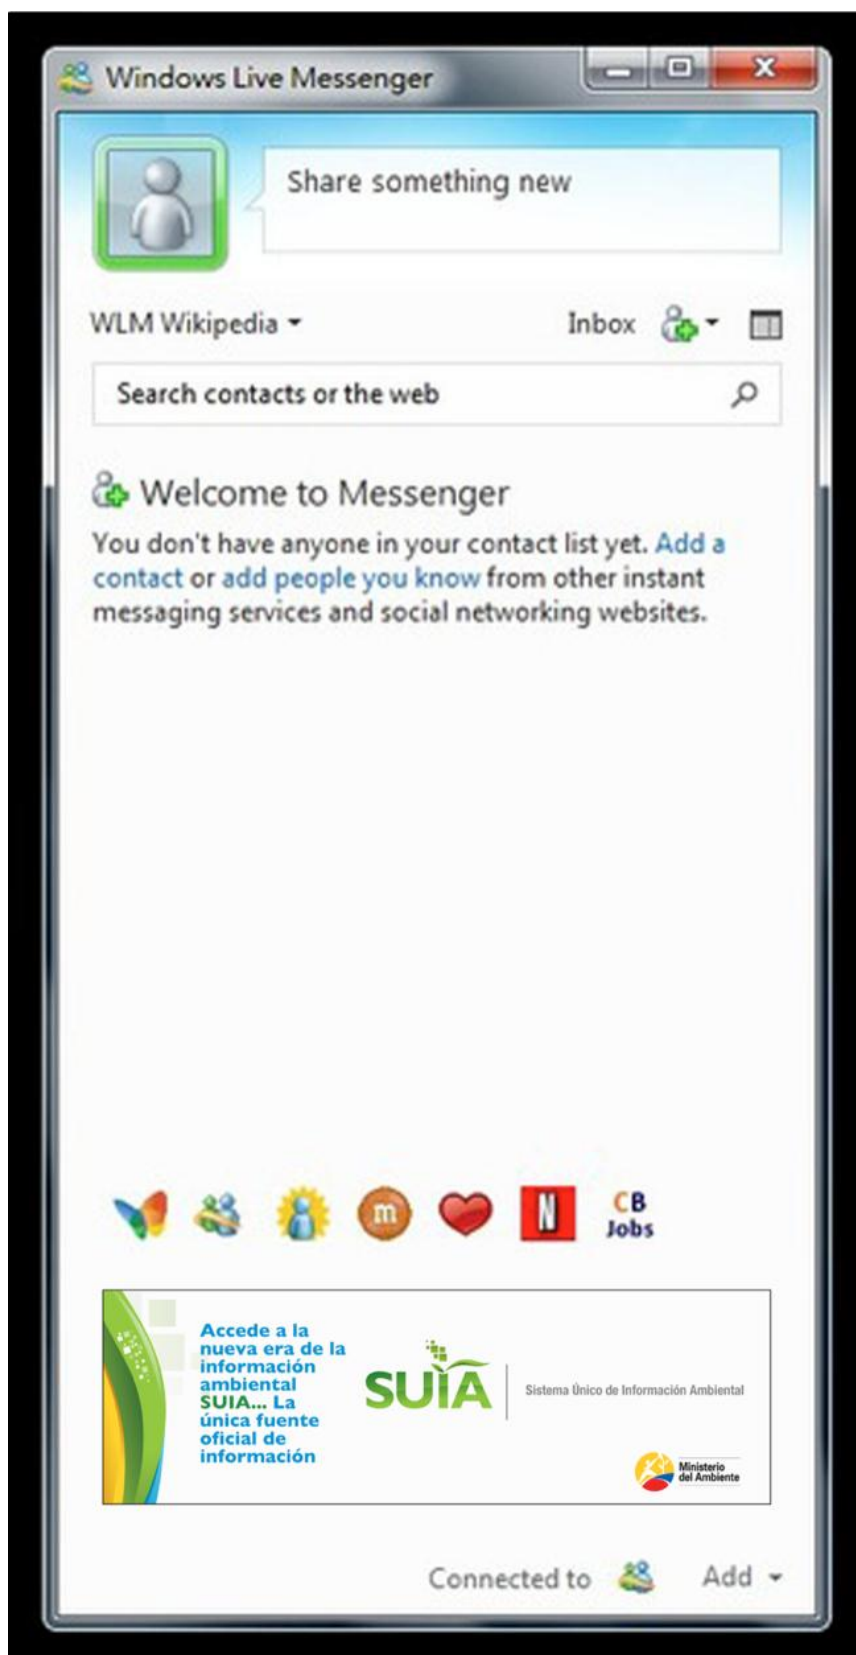 Windows Live Messenger
Share something new
WLM Wikipedia
Inbox
Search contacts or the web
Welcome to Messenger
You don't have anyone in your contact list yet. Add a
contact or add people you know from other instant
messaging services and social networking websites.
m
N
CB
Jobs
Accede a la
nueva era de la
información
ambiental
SUIA... La
única fuente
oficial de
información
SUIA
Sistema Único de Información Ambiental
Ministerio
del Ambiente
Connected to
Add